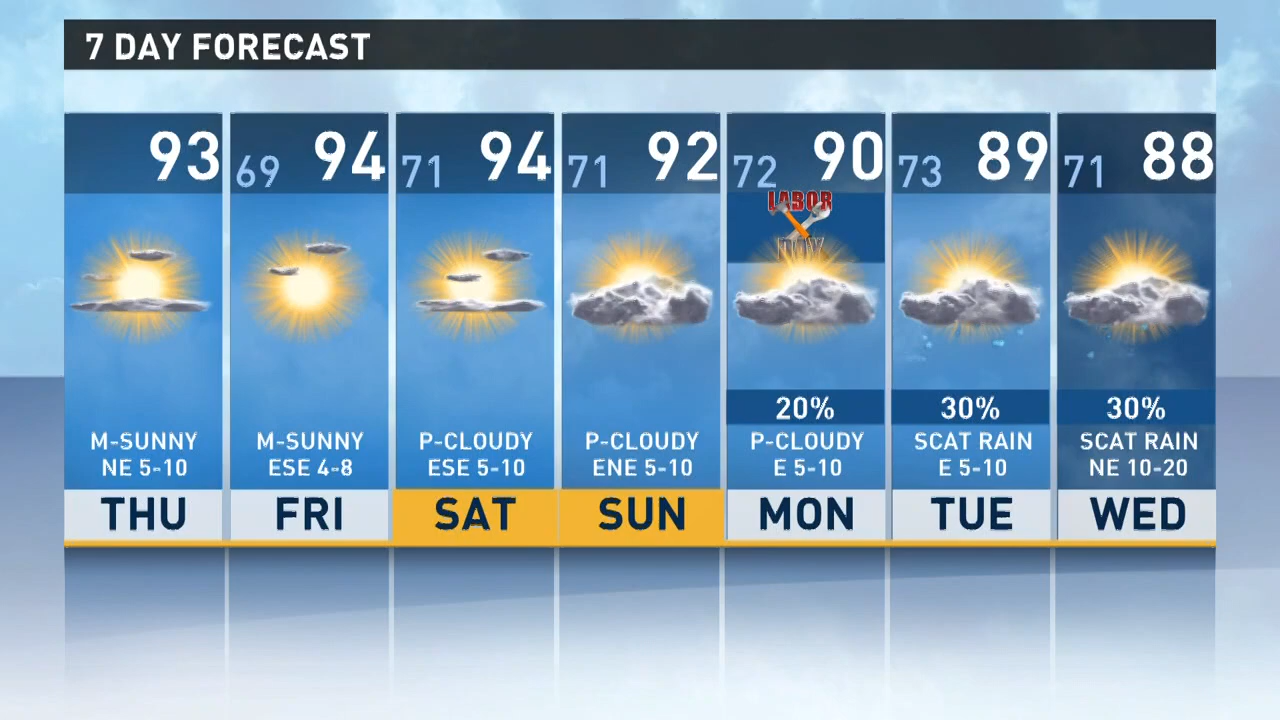 7 DAY FORECAST
93
69 94
71 94
71 92
72 90
73 89
71 88
LABOR
DAY
20%
30%
30%
M-SUNNY
NE 5-10
M-SUNNY
ESE 4-8
P-CLOUDY
ESE 5-10
P-CLOUDY
ENE 5-10
P-CLOUDY
E 5-10
SCAT RAIN
E 5-10
SCAT RAIN
NE 10-20
THU
FRI
SAT
SUN
MON
TUE
WED